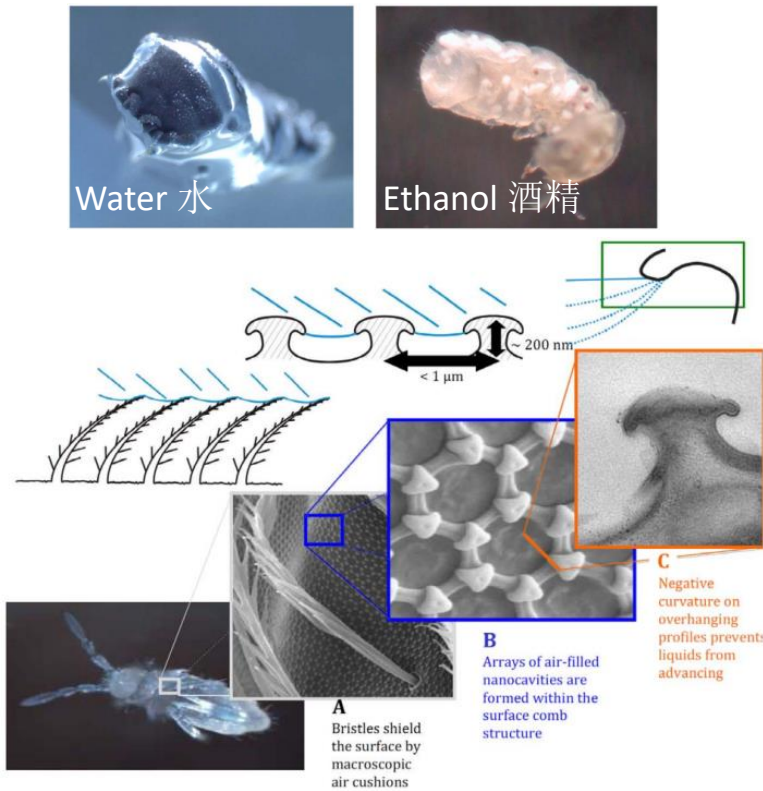 Water 水
Ethanol 酒精
~ 200 nm
< 1 μm
C
Negative
curvature on
overhanging
profiles prevents
liquids from
advancing
B
Arrays of air-filled
nanocavities are
formed within the
surface comb
structure
A
Bristles shield
the surface by
macroscopic
air cushions